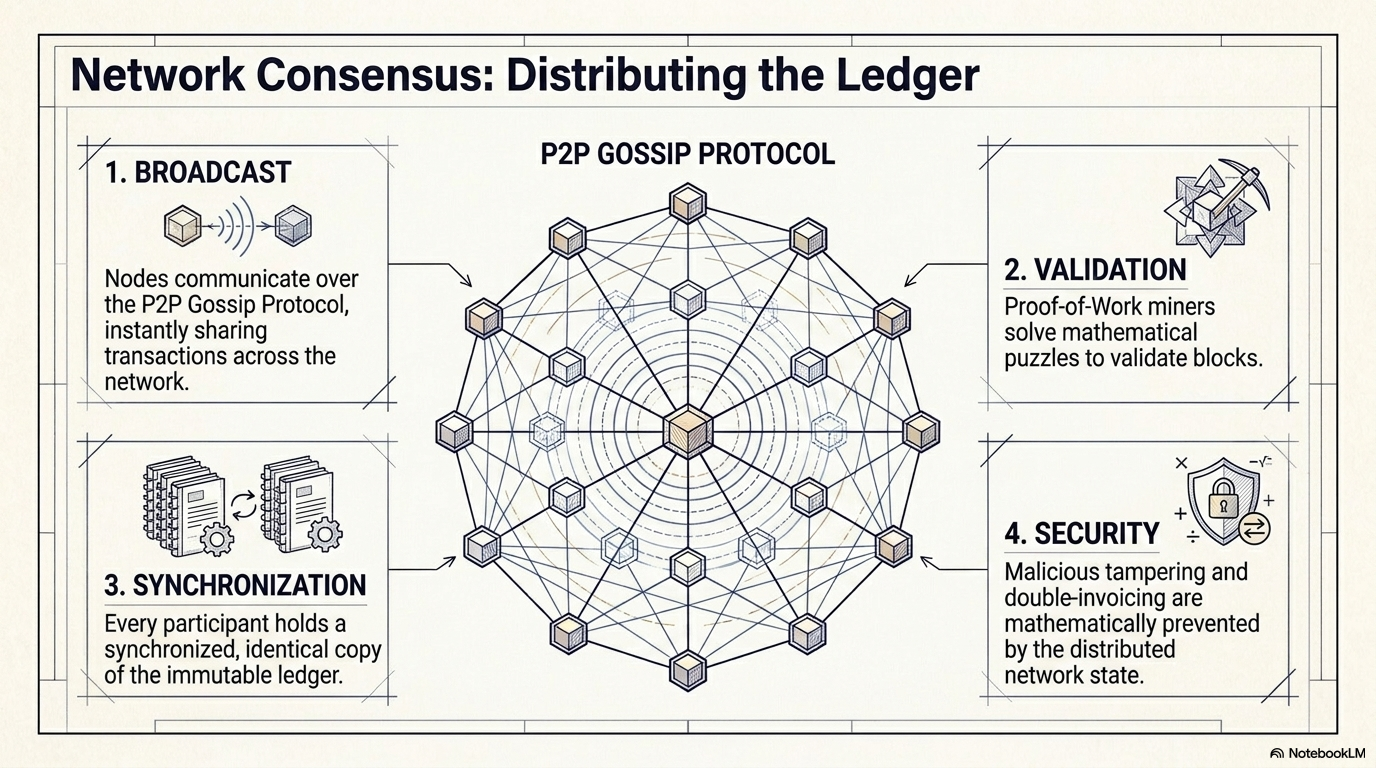 Network Consensus: Distributing the Ledger
1. BROADCAST
Nodes communicate over
the P2P Gossip Protocol,
instantly sharing
transactions across the
network.
P2P GOSSIP PROTOCOL
2. VALIDATION
Proof-of-Work miners
solve mathematical
puzzles to validate blocks.
3. SYNCHRONIZATION
Every participant holds a
synchronized, identical copy
of the immutable ledger.
4. SECURITY
Malicious tampering and
double-invoicing are
mathematically prevented
by the distributed
network state.
NotebookLM